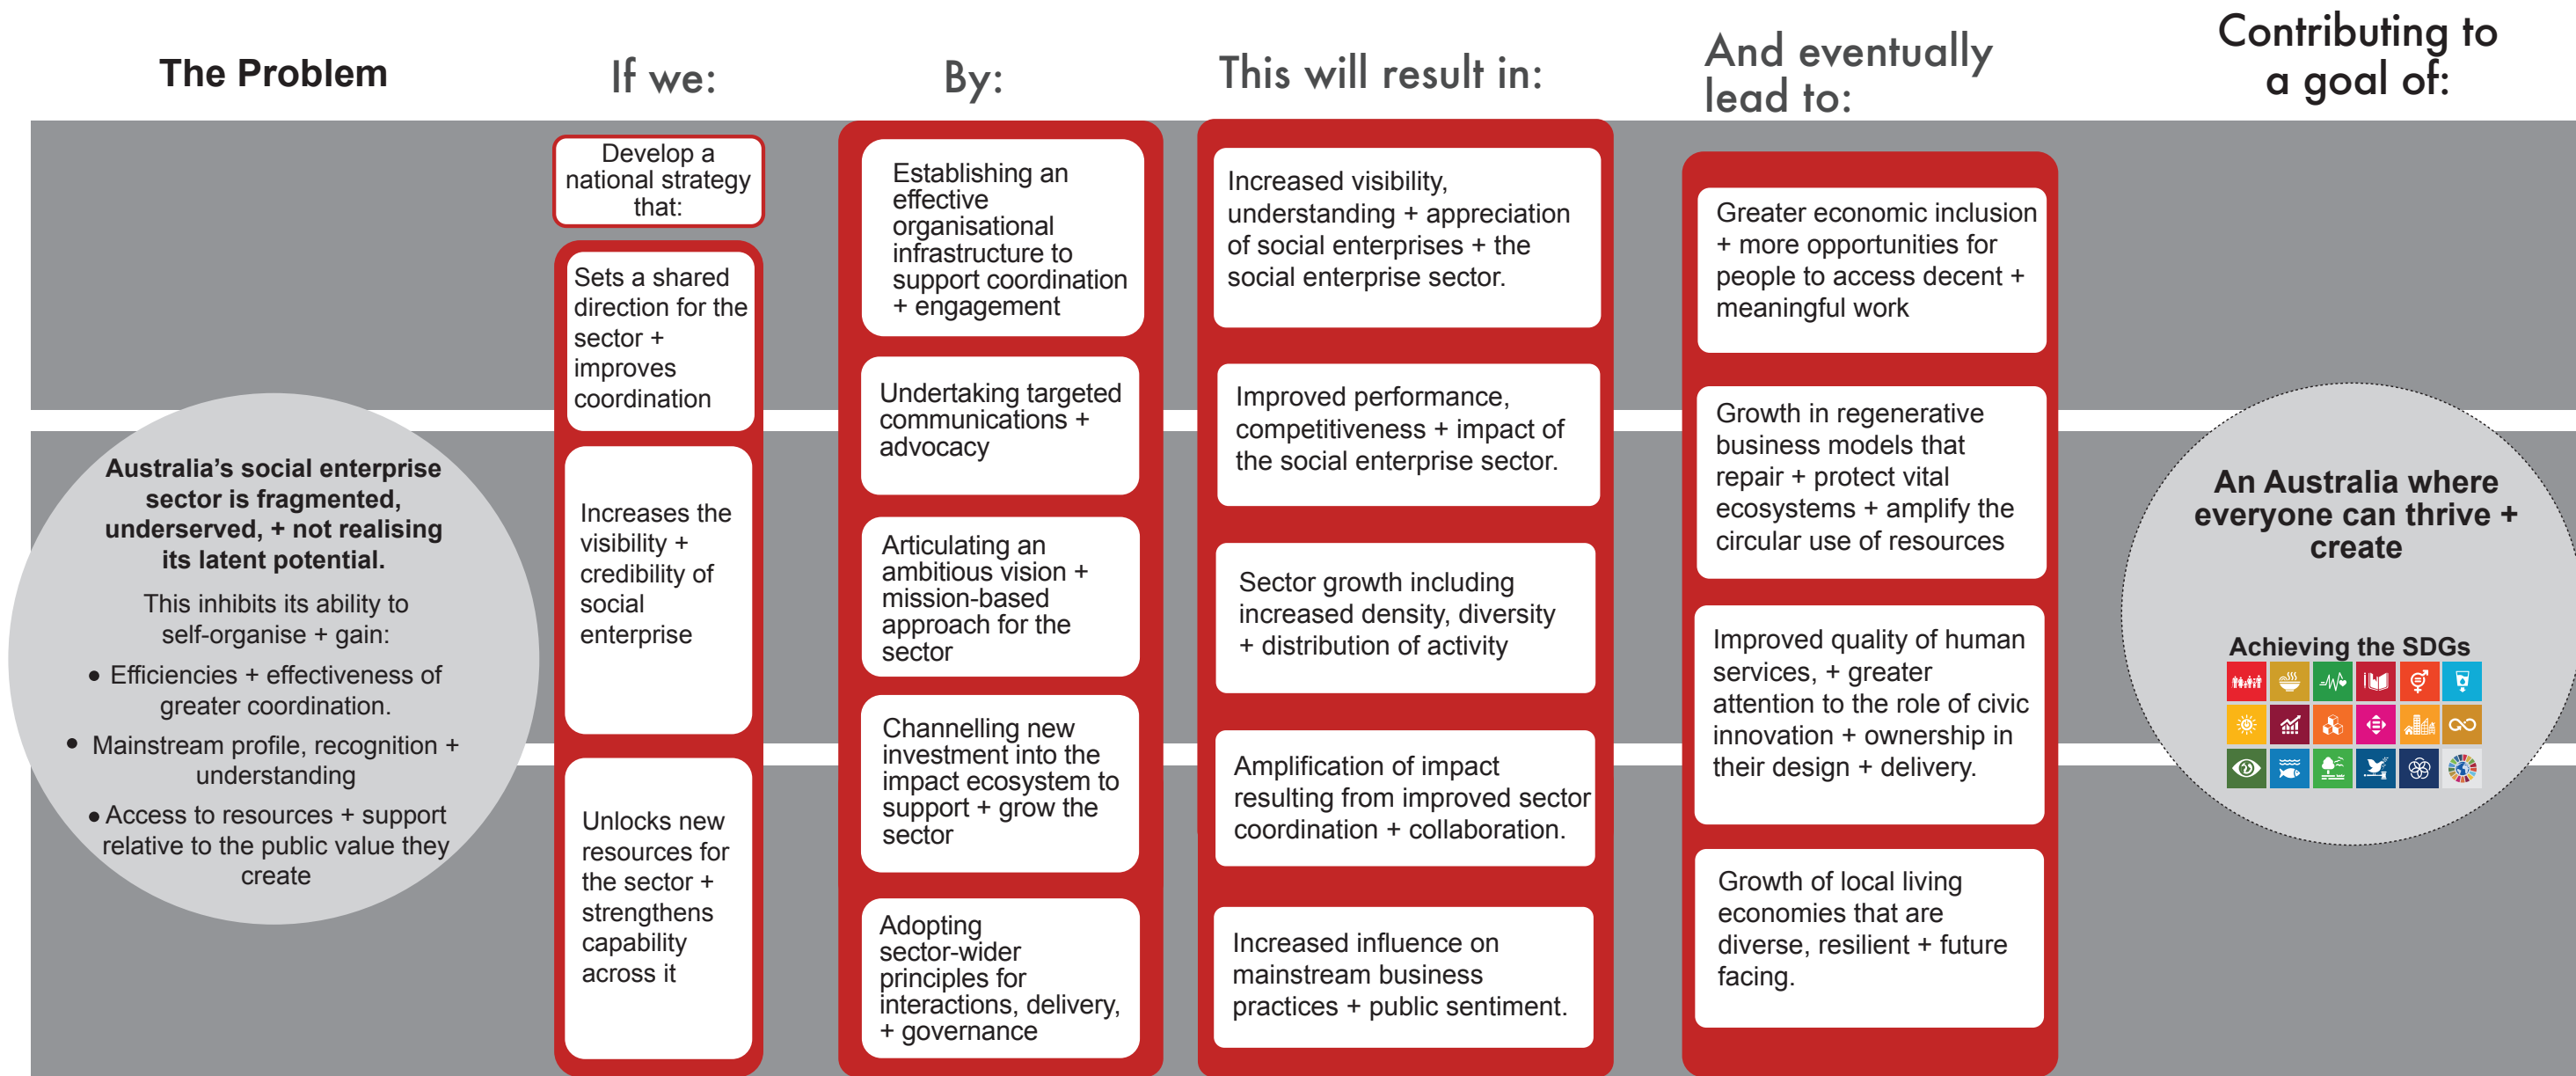 The Problem
If we:
By:
This will result in:
And eventually
lead to:
Contributing to
a goal of:
Australia’s social enterprise
sector is fragmented,
underserved, + not realising
its latent potential.
This inhibits its ability to
self-organise + gain:
• Efficiencies + effectiveness of
greater coordination.
• Mainstream profile, recognition +
understanding
• Access to resources + support
relative to the public value they
create
Develop a
national strategy
that:
Sets a shared
direction for the
sector +
improves
coordination
Increases the
visibility +
credibility of
social
enterprise
Unlocks new
resources for
the sector +
strengthens
capability
across it
Establishing an
effective
organisational
infrastructure to
support coordination
+ engagement
Undertaking targeted
communications +
advocacy
Articulating an
ambitious vision +
mission-based
approach for the
sector
Channelling new
investment into the
impact ecosystem to
support + grow the
sector
Adopting
sector-wider
principles for
interactions, delivery,
+ governance
Increased visibility,
understanding + appreciation
of social enterprises + the
social enterprise sector.
Improved performance,
competitiveness + impact of
the social enterprise sector.
Sector growth including
increased density, diversity
+ distribution of activity
Amplification of impact
resulting from improved sector
coordination + collaboration.
Increased influence on
mainstream business
practices + public sentiment.
Greater economic inclusion
+ more opportunities for
people to access decent +
meaningful work
Growth in regenerative
business models that
repair + protect vital
ecosystems + amplify the
circular use of resources
Improved quality of human
services, + greater
attention to the role of civic
innovation + ownership in
their design + delivery.
Growth of local living
economies that are
diverse, resilient + future
facing.
An Australia where
everyone can thrive +
create
Achieving the SDGs